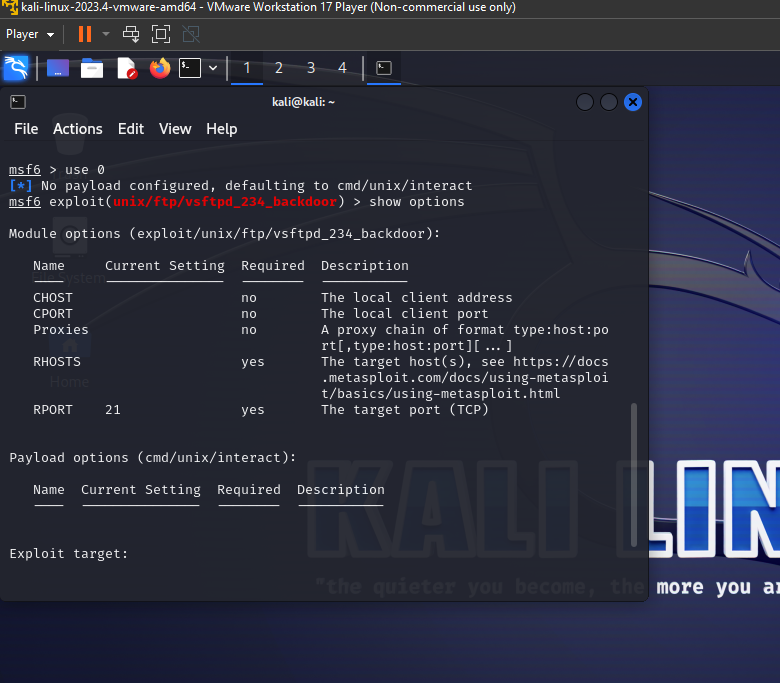 kali-linux-2023.4-vmware-amd64 - VMware Workstation 17 Player (Non-commercial use only)
Player
1 2 3 4
kali@kali: ~
File Actions Edit View Help
msf6 > use 0
[*] No payload configured, defaulting to cmd/unix/interact
msf6 exploit(unix/ftp/vsftpd_234_backdoor) > show options
Module options (exploit/unix/ftp/vsftpd_234_backdoor):
Name Current Setting Required Description
CHOST no The local client address
CPORT no The local client port
Proxies no A proxy chain of format type:host:po
rt[,type:host:port][...]
RHOSTS yes The target host(s), see https://docs
.metasploit.com/docs/using-metasploi
t/basics/using-metasploit.html
Home
RPORT 21 yes The target port (TCP)
Payload options (cmd/unix/interact):
Name Current Setting Required Description
Exploit target:
KALI LIN
"the quieter you become, the more you ar